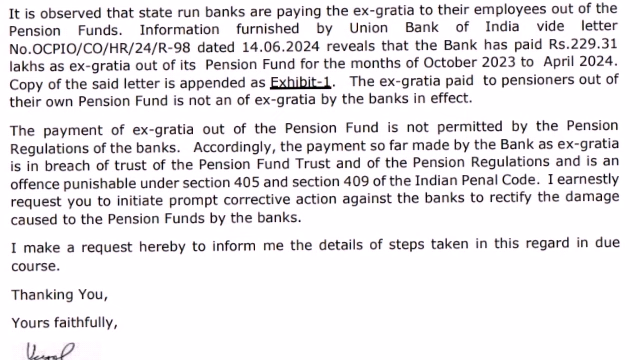 It is observed that state run banks are paying the ex-gratia to their employees out of the
Pension Funds. Information furnished by Union Bank of India vide letter
No.OCPIO/CO/HR/24/R-98 dated 14.06.2024 reveals that the Bank has paid Rs.229.31
lakhs as ex-gratia out of its Pension Fund for the months of October 2023 to April 2024.
Copy of the said letter is appended as Exhibit-1. The ex-gratia paid to pensioners out of
their own Pension Fund is not an of ex-gratia by the banks in effect.
The payment of ex-gratia out of the Pension Fund is not permitted by the Pension
Regulations of the banks. Accordingly, the payment so far made by the Bank as ex-gratia
is in breach of trust of the Pension Fund Trust and of the Pension Regulations and is an
offence punishable under section 405 and section 409 of the Indian Penal Code. I earnestly
request you to initiate prompt corrective action against the banks to rectify the damage
caused to the Pension Funds by the banks.
I make a request hereby to inform me the details of steps taken in this regard in due
course.
Thanking You,
Yours faithfully,